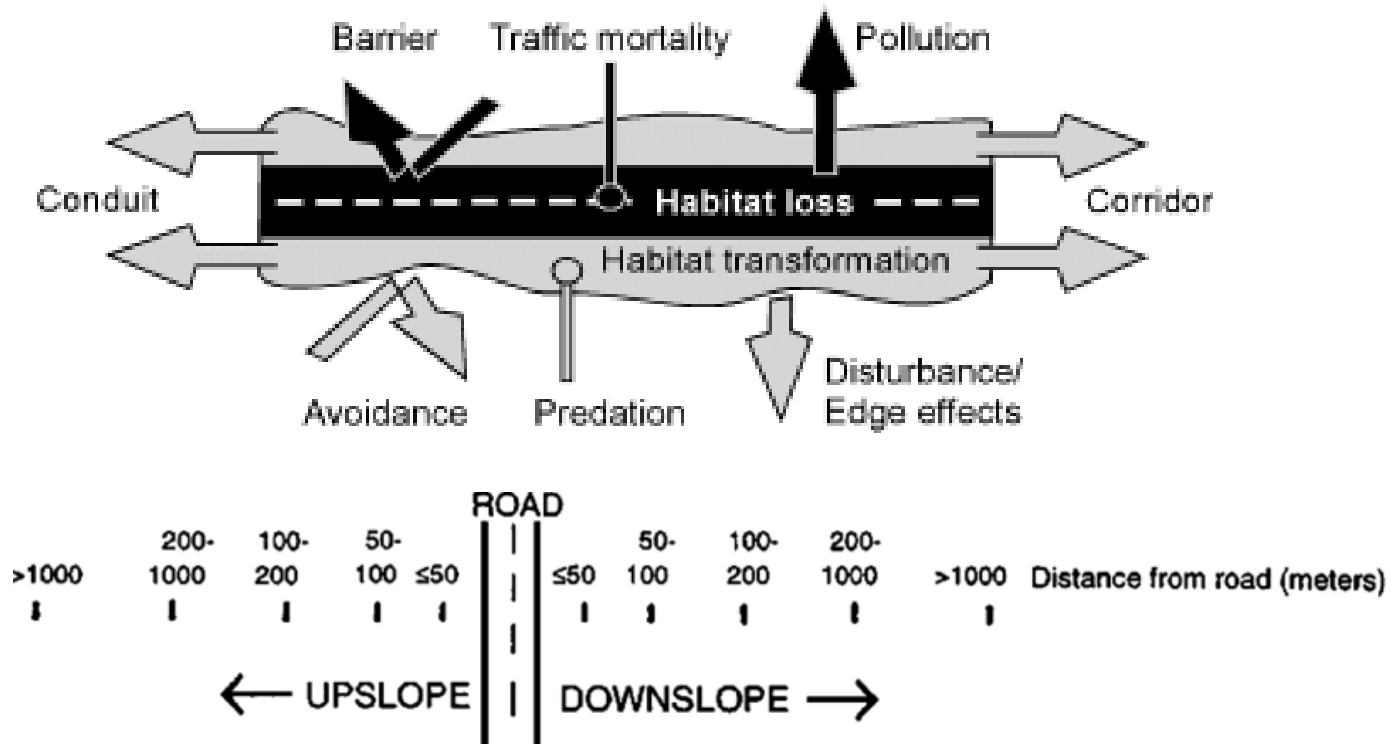 Barrier
Traffic mortality
Pollution
Conduit
Habitat loss
Corridor
Habitat transformation
Avoidance
Predation
Disturbance/
Edge effects
ROAD
200- 100- 50- 50- 100- 200-
>1000 1000 200 100 ≤50 ≤50 100 200 1000 >1000 Distance from road (meters)
UPSLOPE DOWNSLOPE